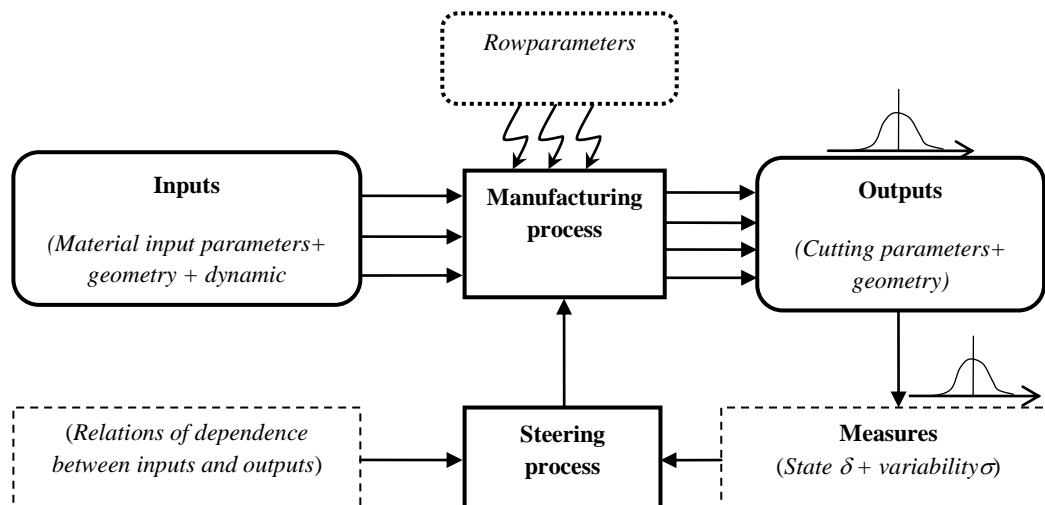 Rowparameters
Inputs
(Material input parameters+
geometry + dynamic
Manufacturing
process
Outputs
(Cutting parameters+
geometry)
(Relations of dependence
between inputs and outputs)
Steering
process
Measures
(State δ + variabilityσ)